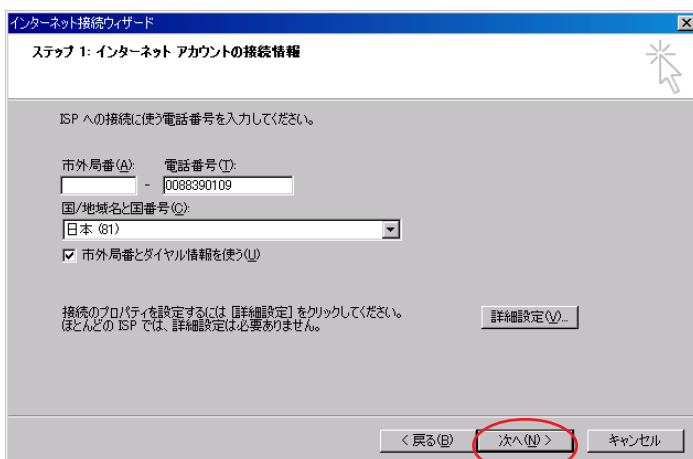 インターネット接続ウィザード
ステップ 1: インターネット アカウントの接続情報
ISP への接続に使う電話番号を入力してください。
市外局番(A): 電話番号(T):
- 0088390109
国/地域名と国番号(C):
日本 (81)
市外局番とダイヤル情報を使う(U)
接続のプロパティを設定するには [詳細設定] をクリックしてください。
ほとんどの ISP では、詳細設定は必要ありません。
詳細設定(V)...
< 戻る(B) 次へ(N) > キャンセル